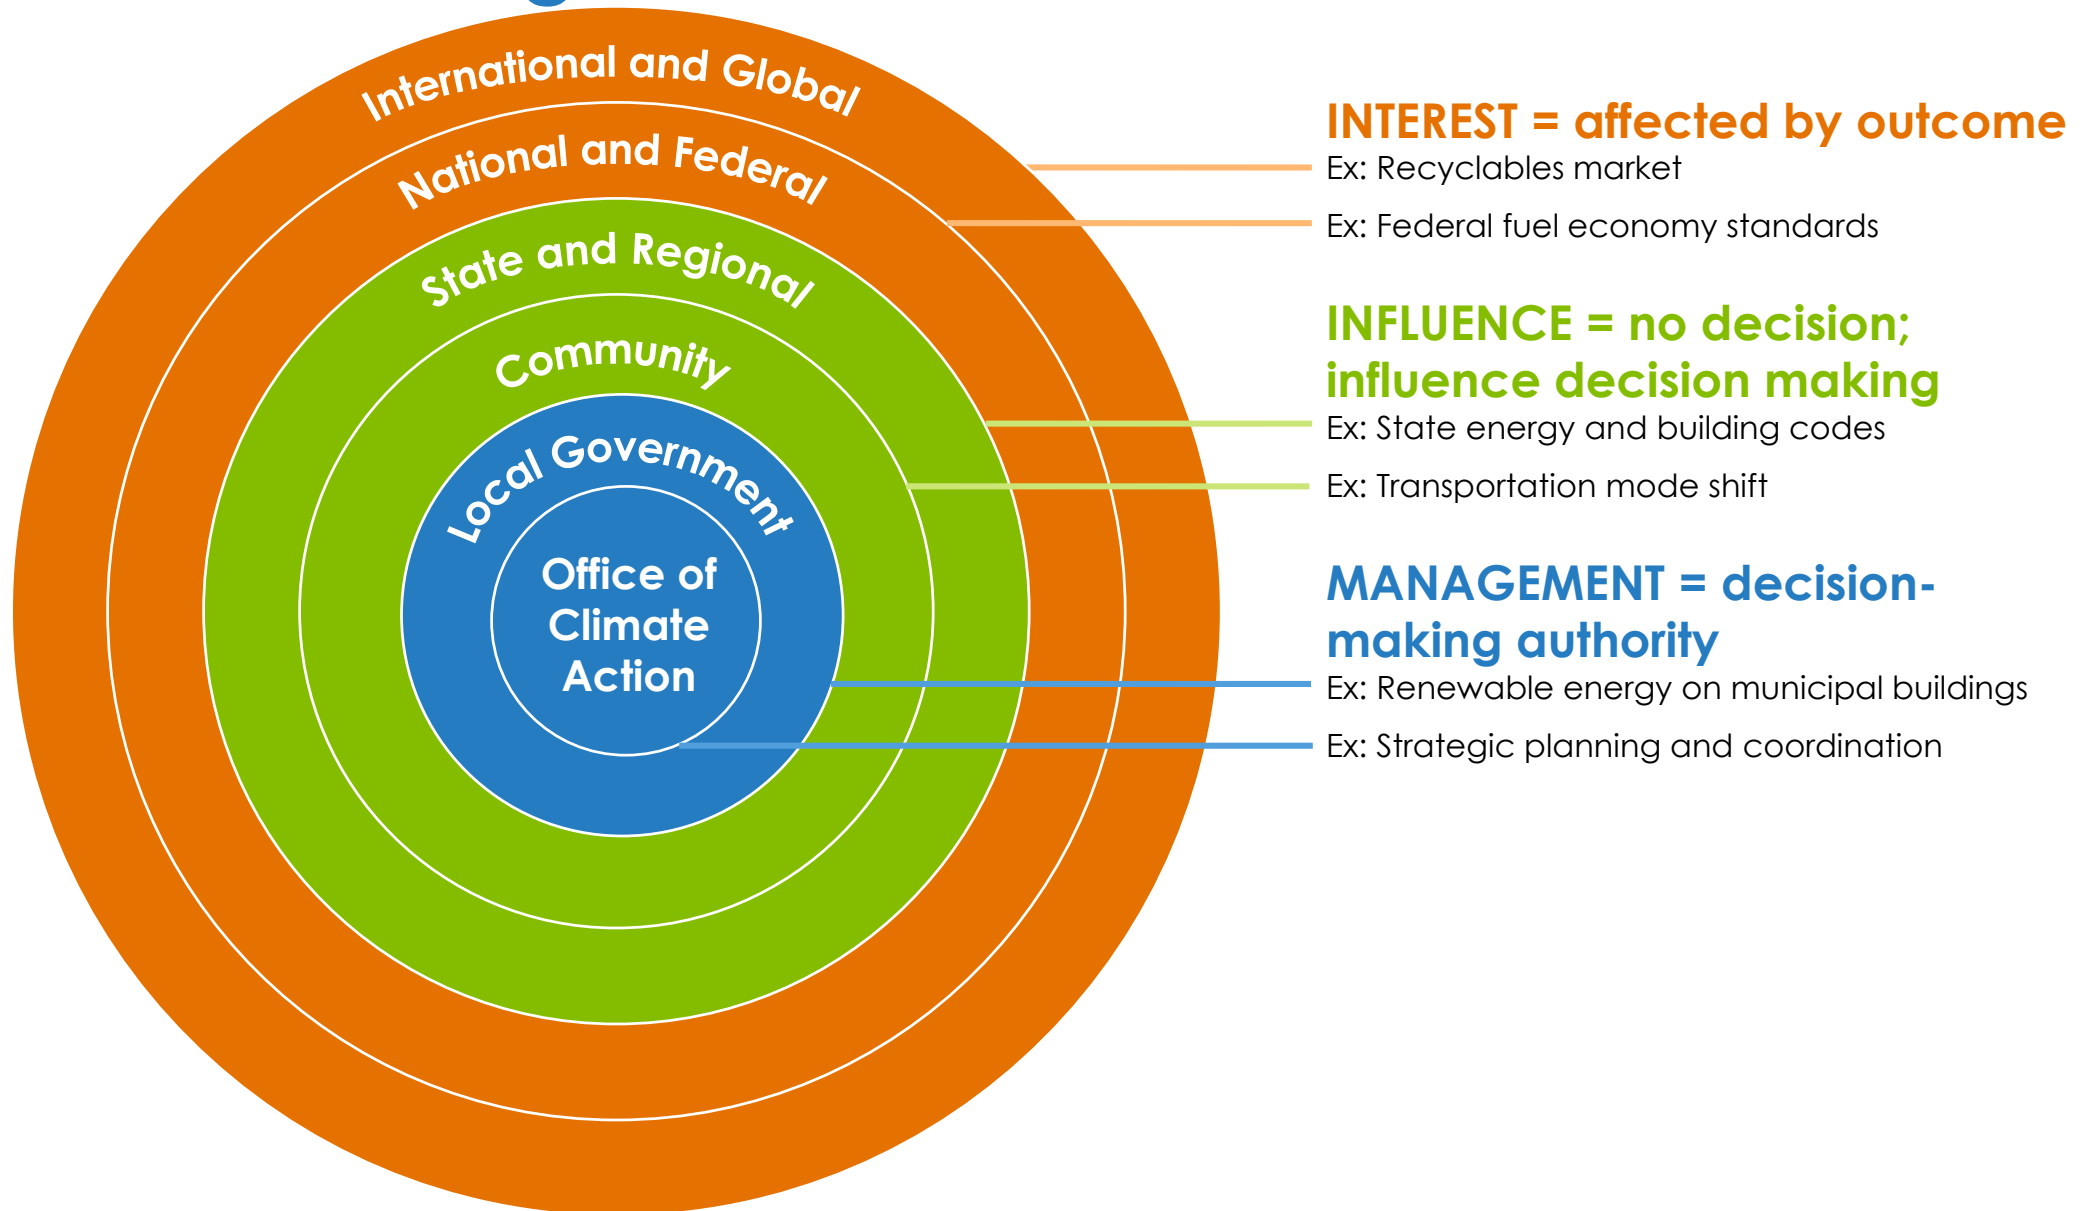 International and Global
National and Federal
State and Regional
Community
Local Government
Office of
Climate
Action
INTEREST = affected by outcome
Ex: Recyclables market
Ex: Federal fuel economy standards
INFLUENCE = no decision;
influence decision making
Ex: State energy and building codes
Ex: Transportation mode shift
MANAGEMENT = decision-
making authority
Ex: Renewable energy on municipal buildings
Ex: Strategic planning and coordination